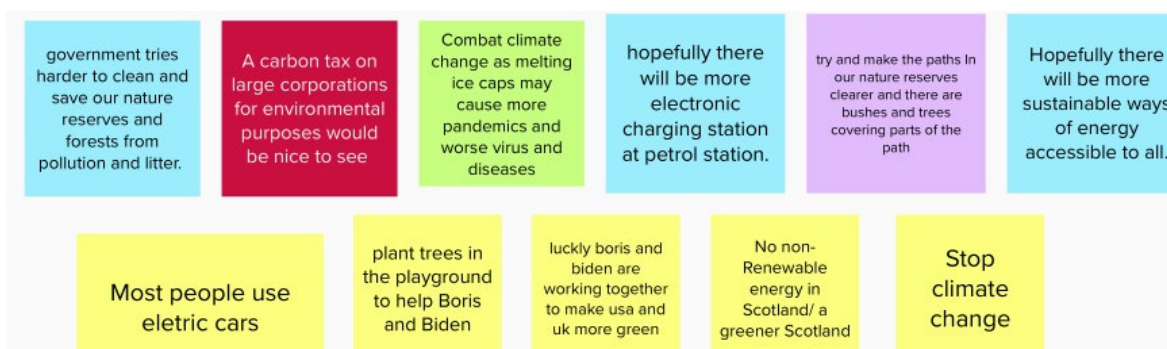 government tries
harder to clean and
save our nature
reserves and
forests from
pollution and litter.
A carbon tax on
large corporations
for environmental
purposes would
be nice to see
Combat climate
change as melting
ice caps may
cause more
pandemics and
worse virus and
diseases
hopefully there
will be more
electronic
charging station
at petrol station.
try and make the paths In
our nature reserves
clearer and there are
bushes and trees
covering parts of the
path
Hopefully there
will be more
sustainable ways
of energy
accessible to all.
Most people use
eletric cars
plant trees in
the playground
to help Boris
and Biden
luckly boris and
biden are
working together
to make usa and
uk more green
No non-
Renewable
energy in
Scotland/ a
greener Scotland
Stop
climate
change